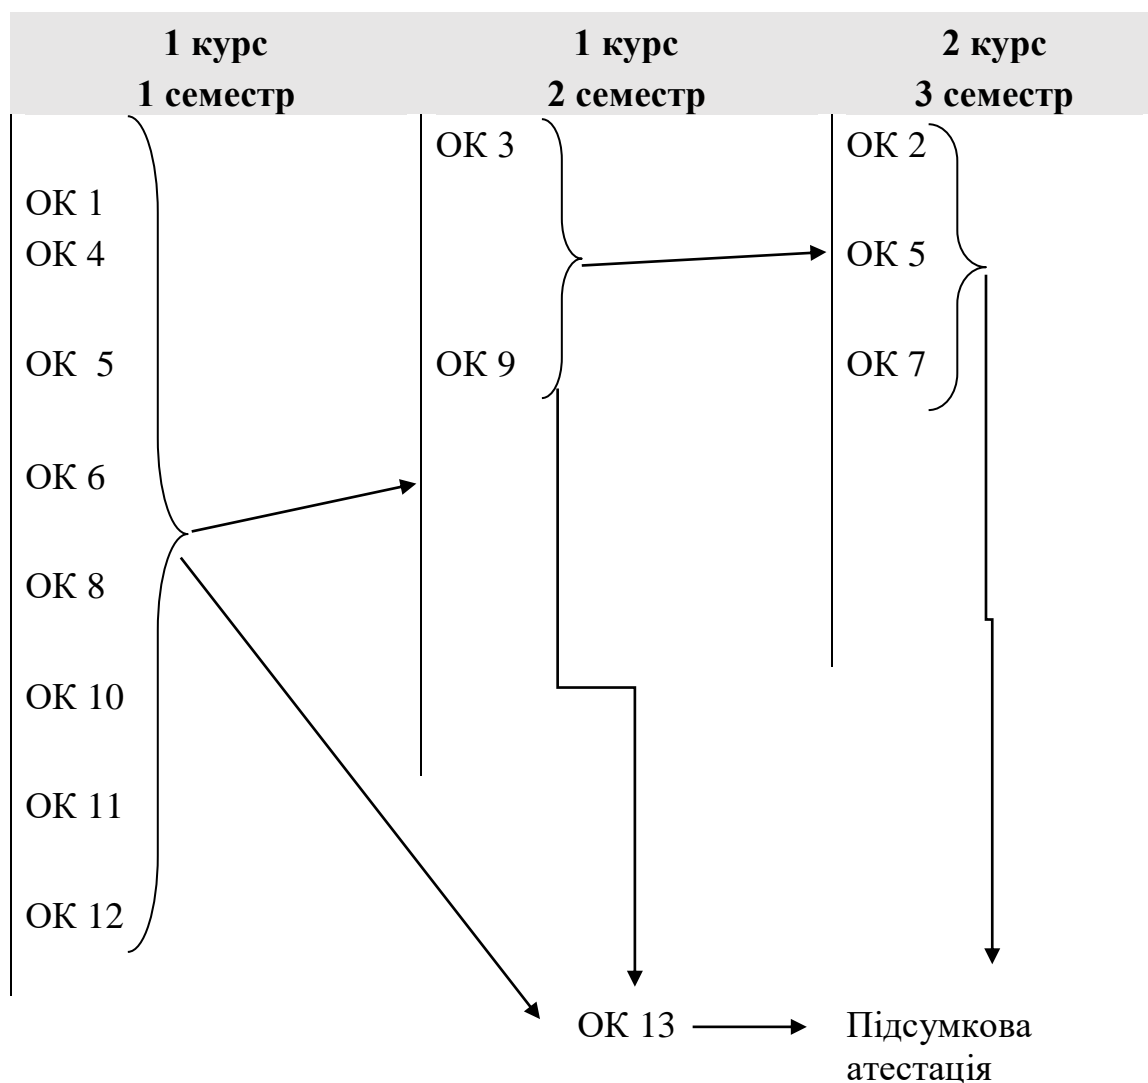 1 курс
1 семестр
1 курс
2 семестр
2 курс
3 семестр
ОК 1
ОК 4
ОК 5
ОК 6
ОК 8
ОК 10
ОК 11
ОК 12
ОК 3
ОК 9
ОК 2
ОК 5
ОК 7
ОК 13
Підсумкова
атестація